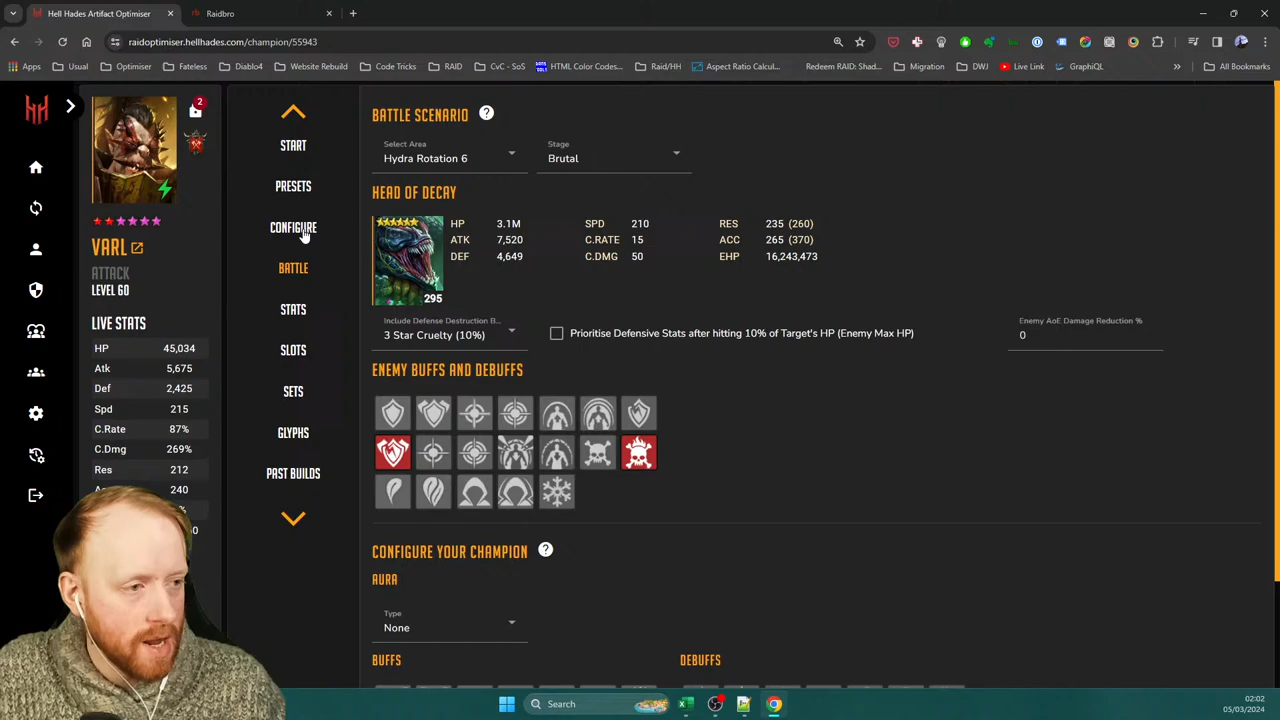 Hell Hades Artifact Optimiser
Raidbro
raidoptimiser.hellhades.com/champion/55943
Apps
Usual
Optimiser
Fateless
Diablo4
Website Rebuild
Code Tricks
RAID
CvC - SoS
HTML Color Codes...
Raid/HH
Aspect Ratio Calcul...
Redeem RAID: Shad...
Migration
DWJ
Live Link
GraphiQL
All Bookmarks
2
VARL
ATTACK
LEVEL 60
LIVE STATS
HP 45,034
Atk 5,675
Def 2,425
Spd 215
C.Rate 87%
C.Dmg 269%
Res 212
240
START
PRESETS
CONFIGURE
BATTLE
STATS
SLOTS
SETS
GLYPHS
PAST BUILDS
BATTLE SCENARIO
Select Area
Hydra Rotation 6
Stage
Brutal
HEAD OF DECAY
HP 3.1M SPD 210 RES 235 (260)
ATK 7,520 C.RATE 15 ACC 265 (370)
DEF 4,649 C.DMG 50 EHP 16,243,473
295
Include Defense Destruction B...
3 Star Cruelty (10%)
Prioritise Defensive Stats after hitting 10% of Target's HP (Enemy Max HP)
Enemy AoE Damage Reduction %
0
ENEMY BUFFS AND DEBUFFS
CONFIGURE YOUR CHAMPION
AURA
Type
None
BUFFS
DEBUFFS
Search
02:02
05/03/2024